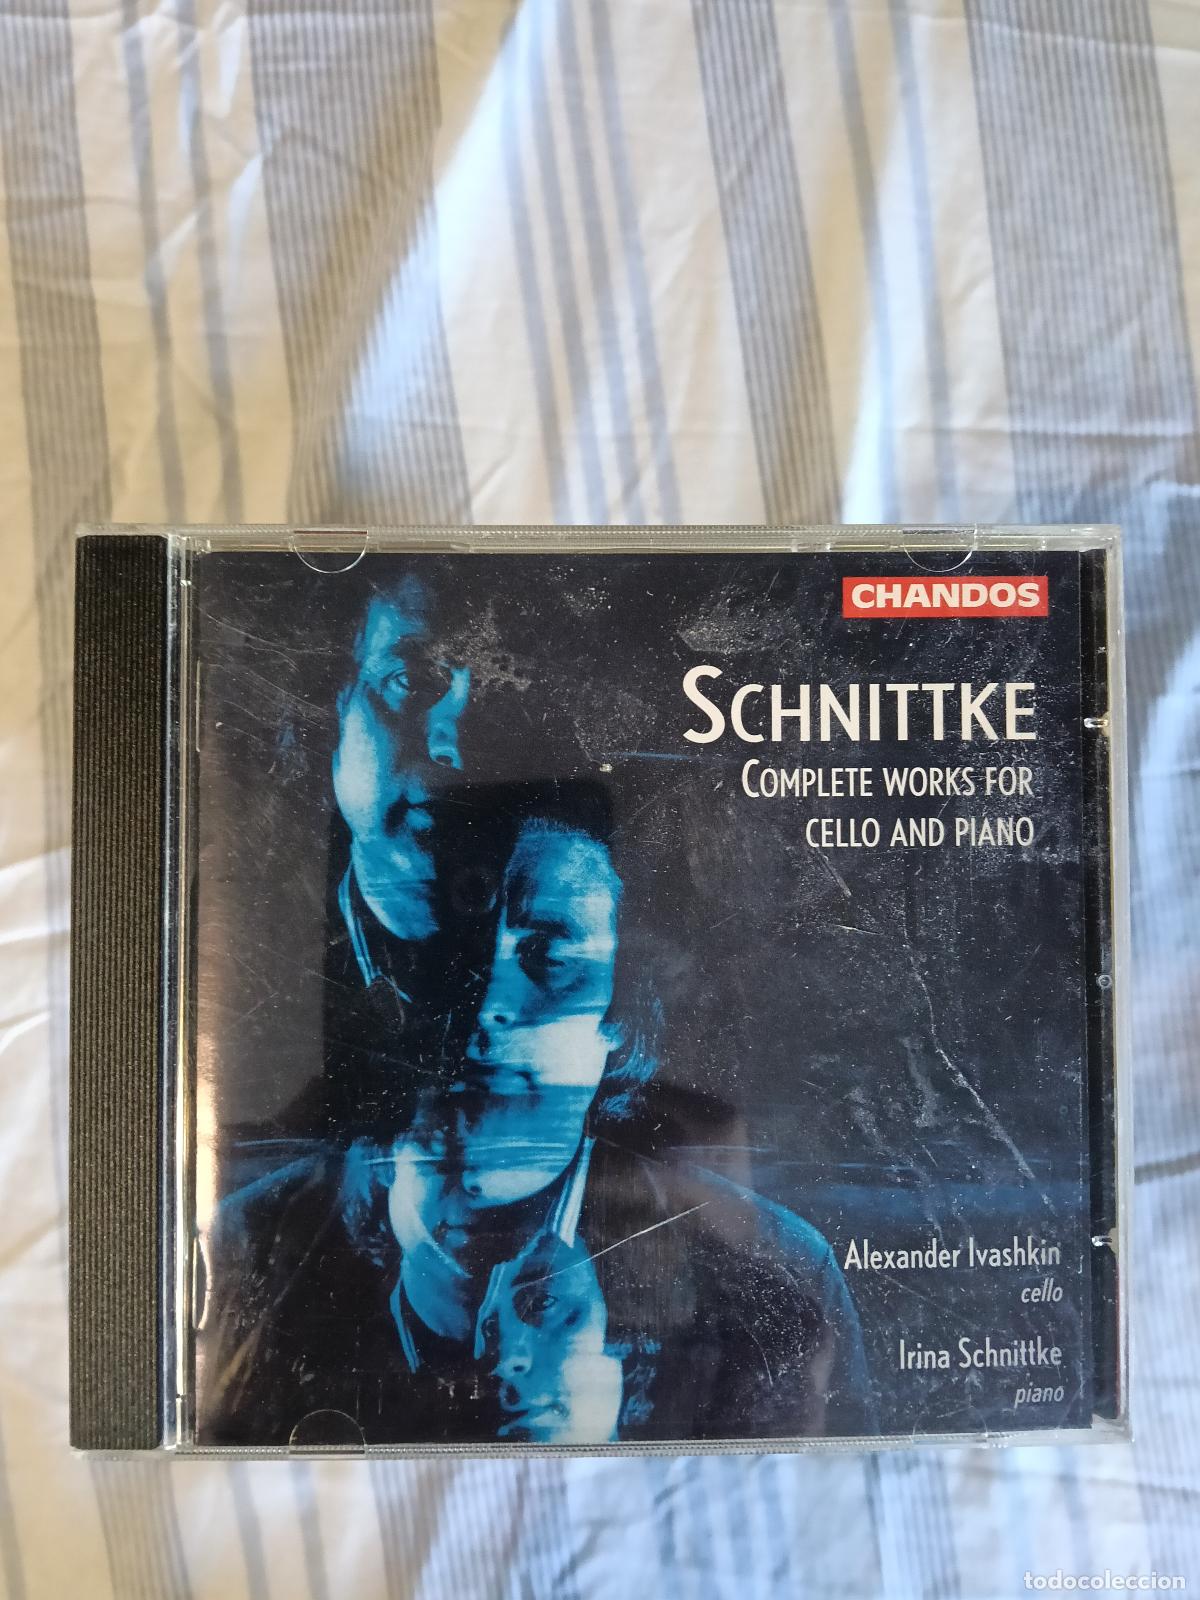 CHANDOS
SCHNITTKE
COMPLETE WORKS FOR
CELLO AND PIANO
Alexander Ivashkin
cello
Irina Schnittke
piano
todocoleccion